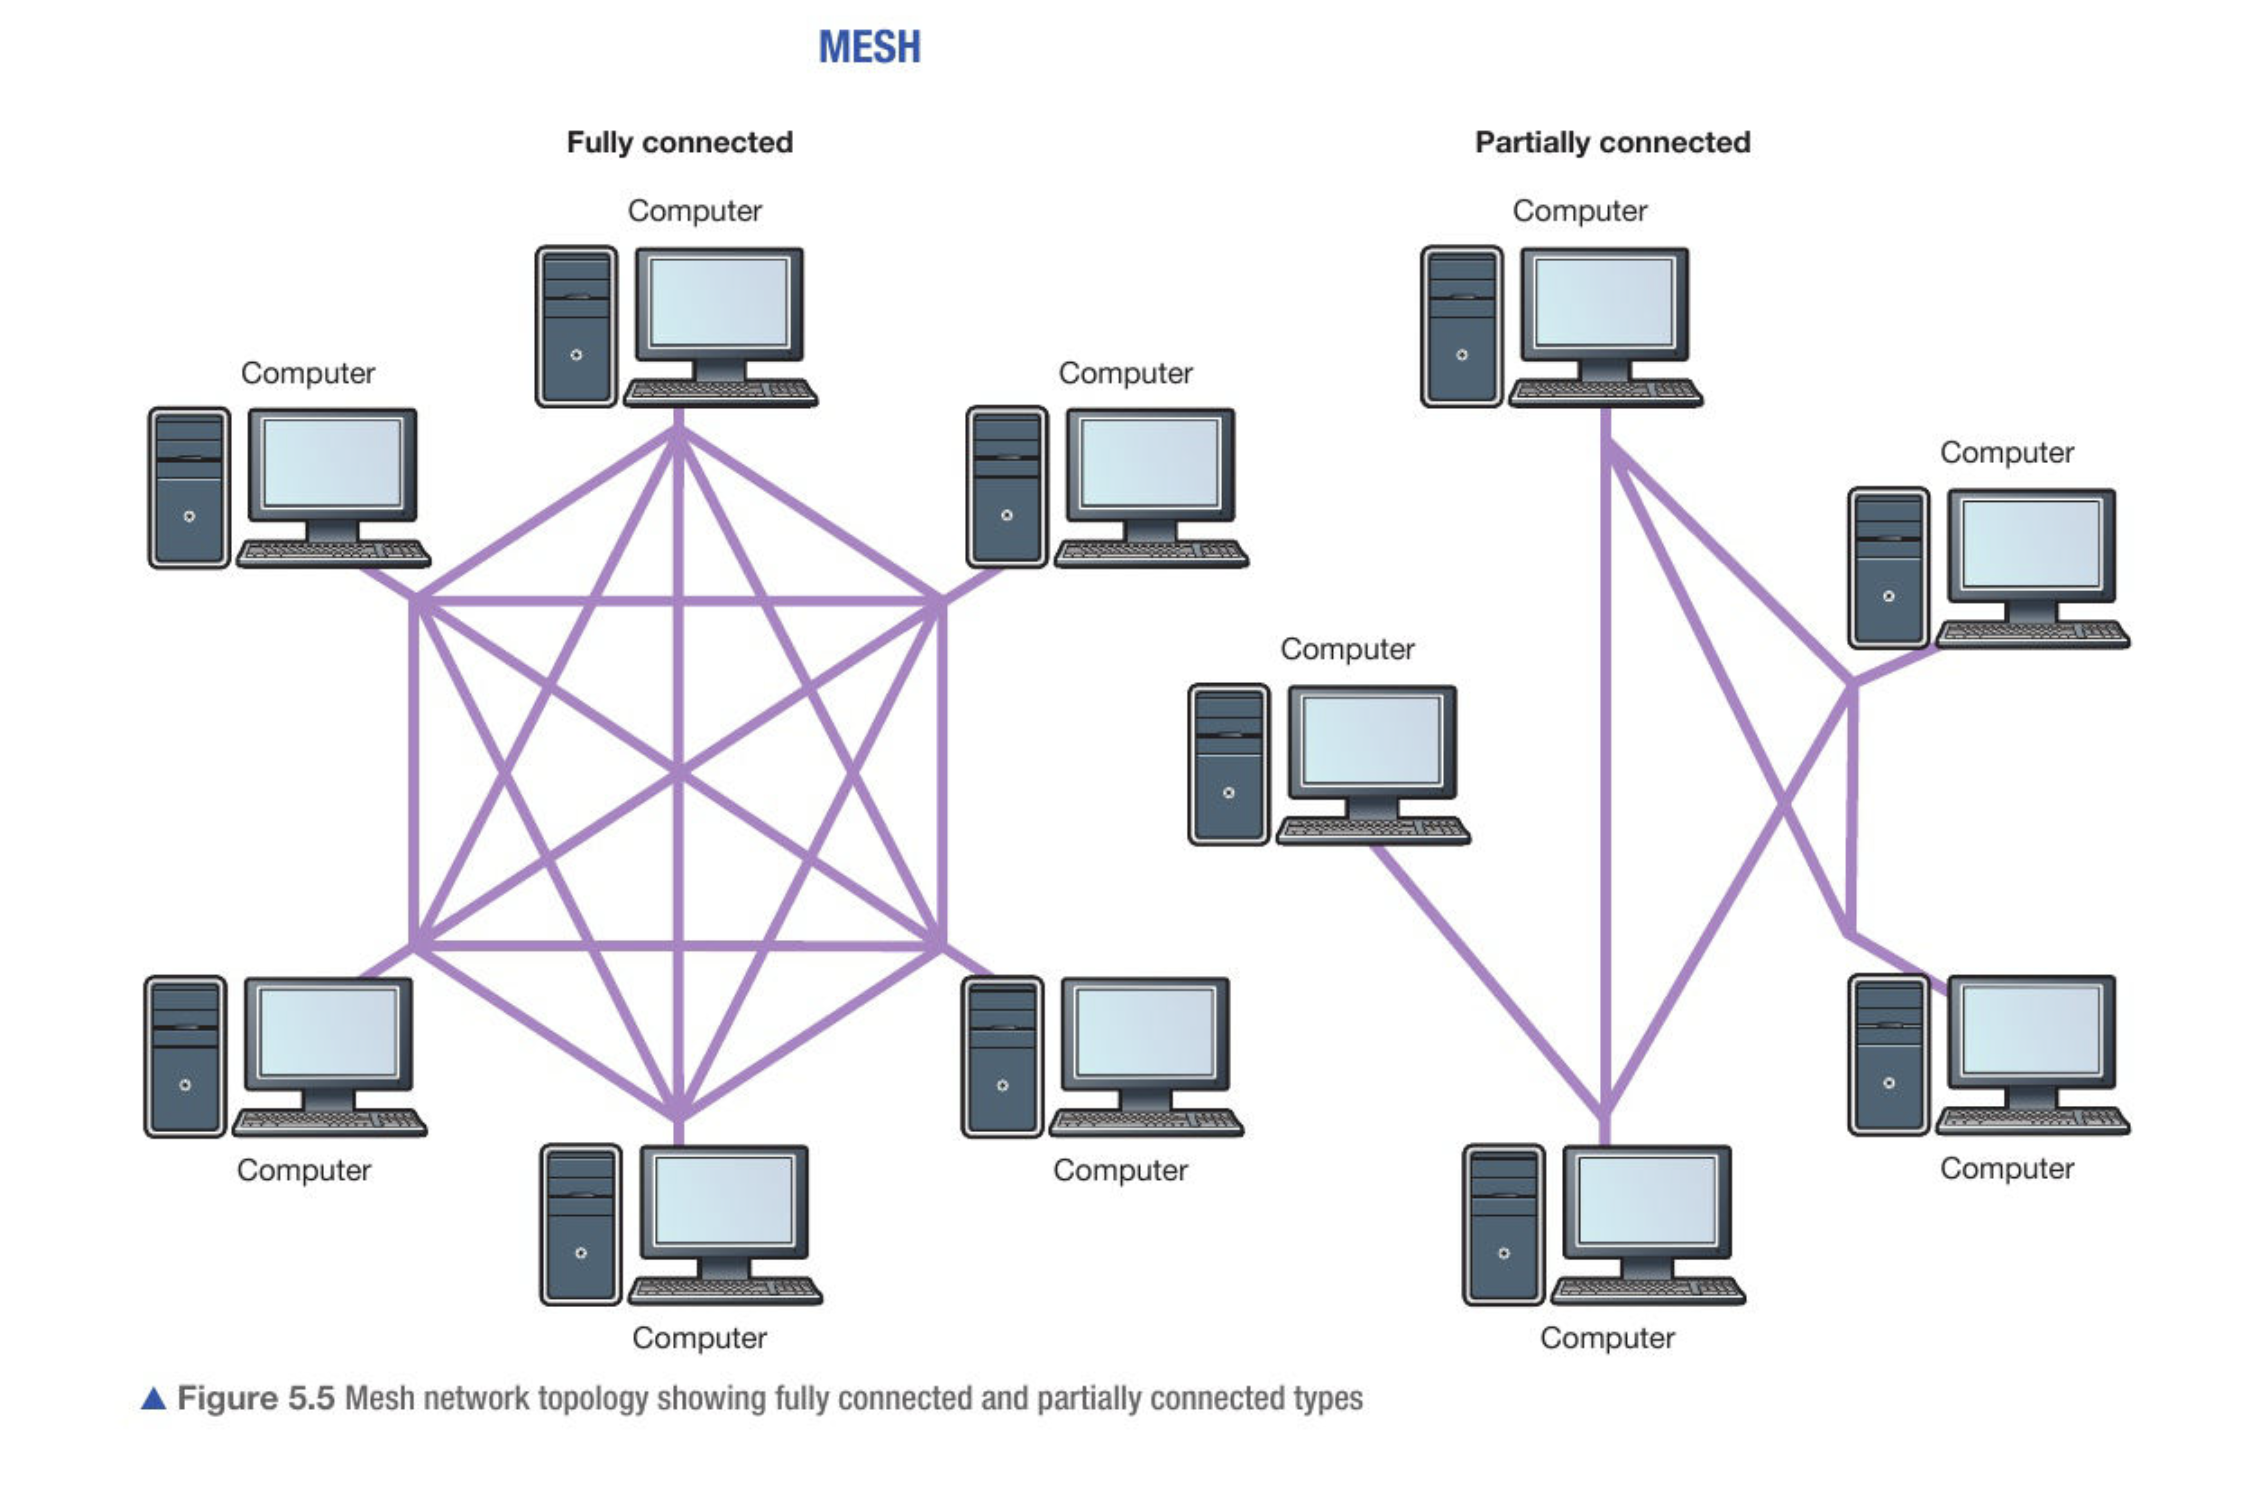 MESH
Fully connected
Partially connected
Computer
Computer
Computer
Computer
Computer
Computer
Computer
Computer
Computer
Computer
Computer
▲ Figure 5.5 Mesh network topology showing fully connected and partially connected types